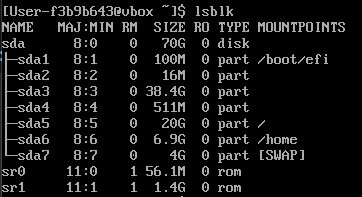 [User-f3b9b643@vbox ~]$ lsblk
NAME   MAJ:MIN RM  SIZE RO TYPE MOUNTPOINTS
sda      8:0    0   70G  0 disk
├─sda1   8:1    0  100M  0 part /boot/efi
├─sda2   8:2    0   16M  0 part
├─sda3   8:3    0 38.4G  0 part
├─sda4   8:4    0  511M  0 part
├─sda5   8:5    0   20G  0 part /
├─sda6   8:6    0  6.9G  0 part /home
└─sda7   8:7    0    4G  0 part [SWAP]
sr0     11:0    1 56.1M  0 rom
sr1     11:1    1  1.4G  0 rom